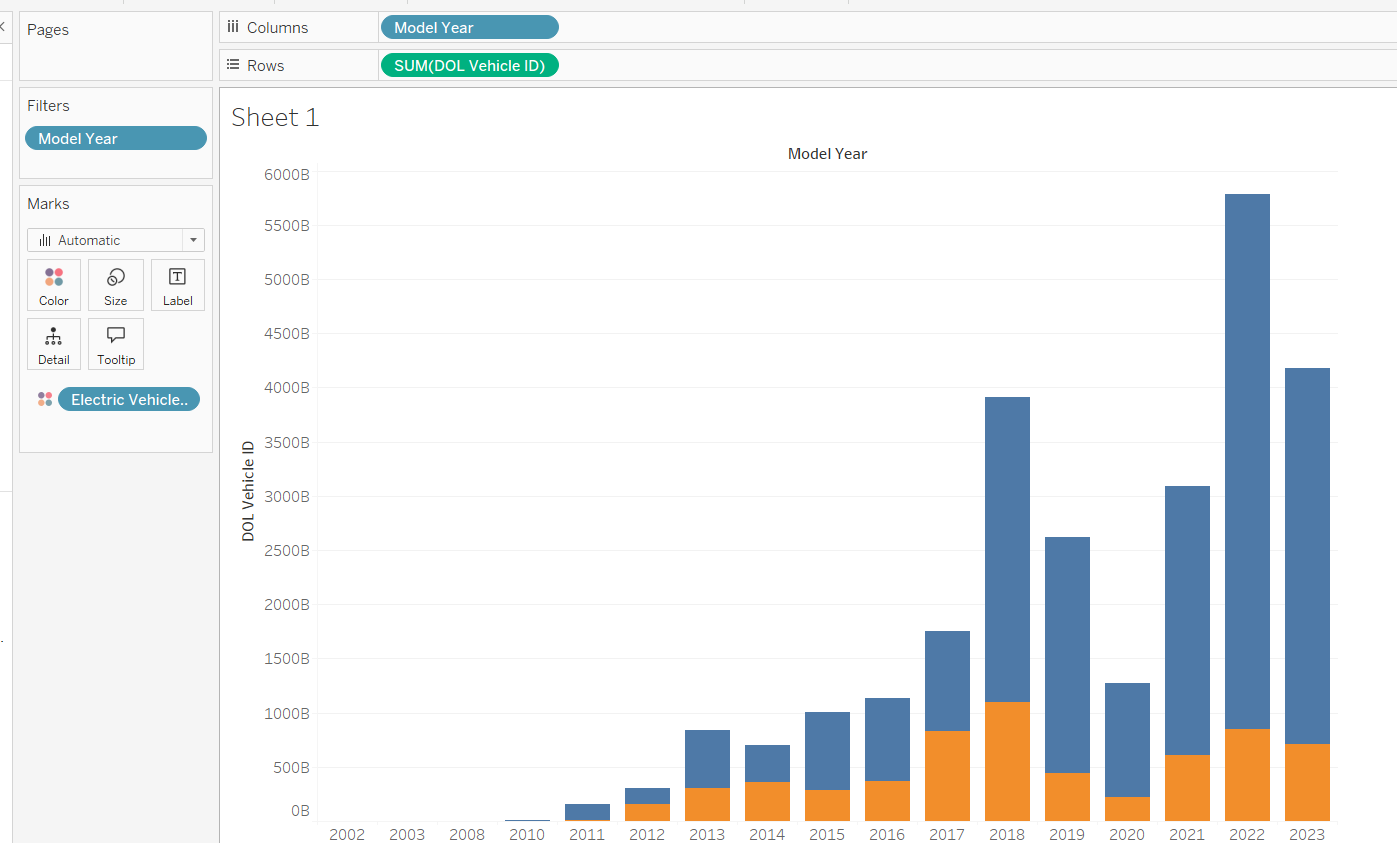 Pages
Columns
Model Year
Rows
SUM(DOL Vehicle ID)
Filters
Model Year
Marks
Automatic
Color
Size
Label
Detail
Tooltip
Electric Vehicle..
Sheet 1
Model Year
6000B
5500B
5000B
4500B
4000B
3500B
3000B
2500B
2000B
1500B
1000B
500B
0B
DOL Vehicle ID
2002 2003 2008 2010 2011 2012 2013 2014 2015 2016 2017 2018 2019 2020 2021 2022 2023